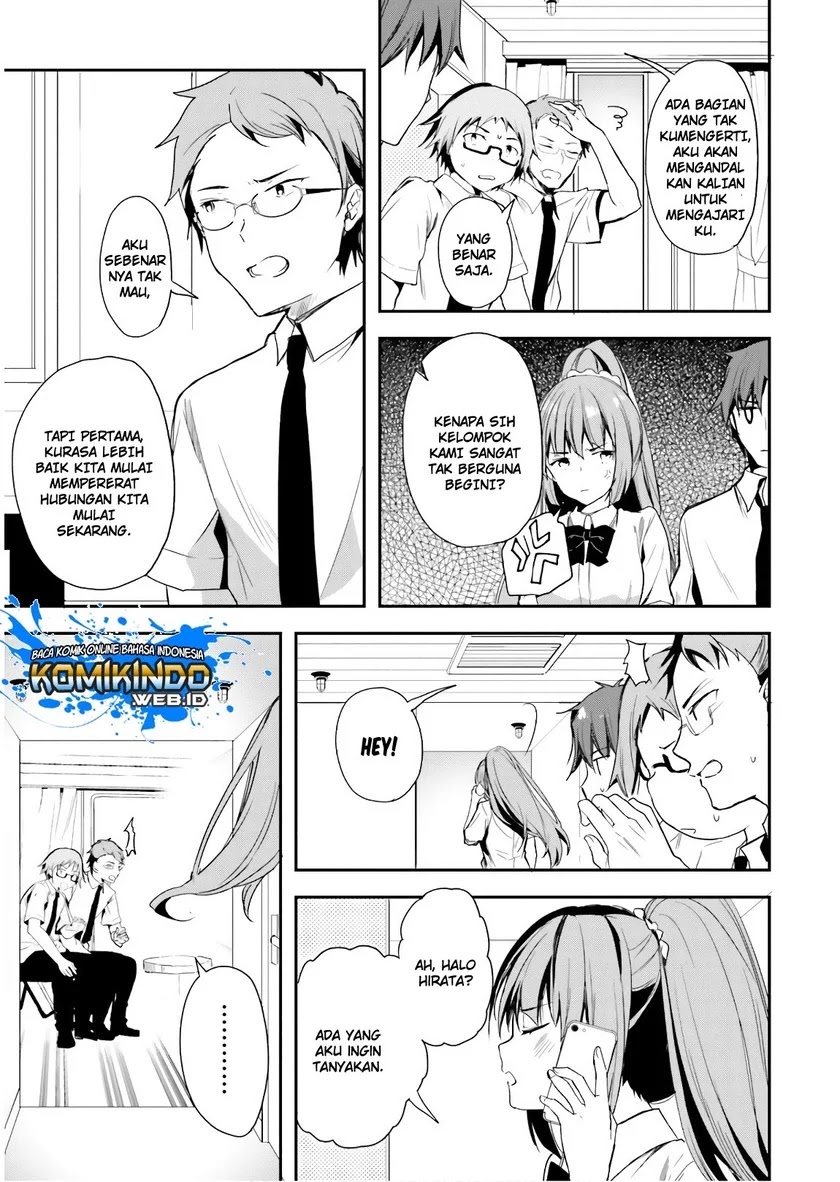 ADA BAGIAN
YANG TAK
KUMENGERTI,
AKU AKAN
MENGANDAL
KAN KALIAN
UNTUK
MENGAJARI
KU.
YANG
BENAR
SAJA.
KENAPA SIH
KELOMPOK
KAMI SANGAT
TAK BERGUNA
BEGINI?
AKU
SEBENAR
NYA TAK
MAU,
TAPI PERTAMA,
KURASA LEBIH
BAIK KITA MULAI
MEMPERERAT
HUBUNGAN KITA
MULAI
SEKARANG.
HEY!
BACA KOMIK ONLINE BAHASA INDONESIA
KOMIKINDO
.WEB.ID
AH, HALO
HIRATA?
ADA YANG
AKU INGIN
TANYAKAN.
.........